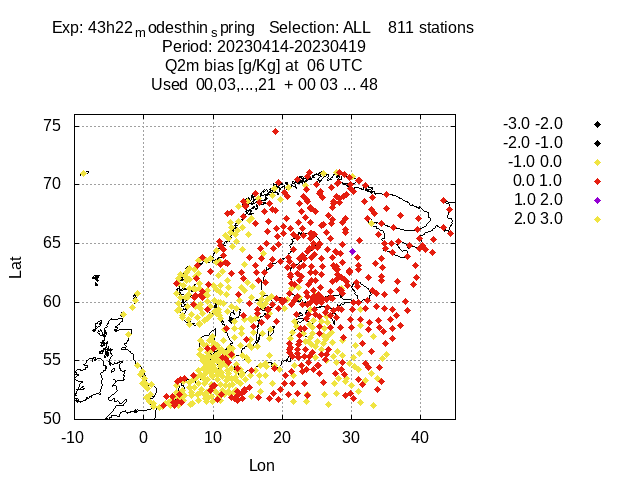 Exp: 43h22modesthinspring Selection: ALL 811 stations
Period: 20230414-20230419
Q2m bias [g/Kg] at 06 UTC
Used 00,03,...,21 + 00 03 ... 48
75
70
65
60
55
50
Lat
-10 0 10 20 30 40
Lon
-3.0 -2.0
-2.0 -1.0
-1.0 0.0
0.0 1.0
1.0 2.0
2.0 3.0